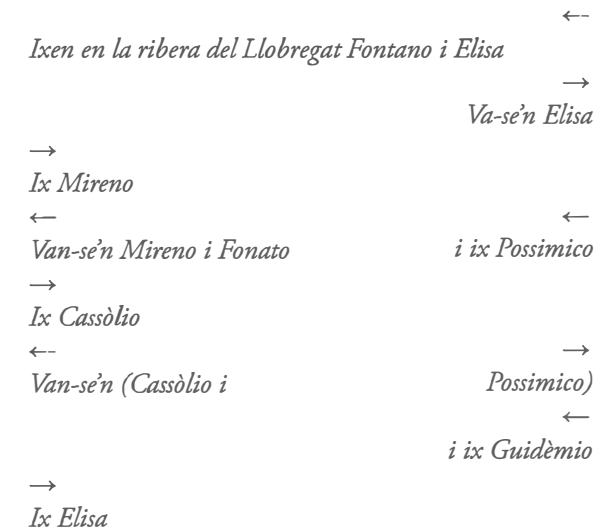 ←-
Ixen en la ribera del Llobregat Fontano i Elisa
→
Va-se'n Elisa
→
Ix Mireno
← ←
Van-se'n Mireno i Fonato i ix Possimico
→
Ix Cassòlio
←- →
Van-se'n (Cassòlio i Possimico)
←
i ix Guidèmio
→
Ix Elisa